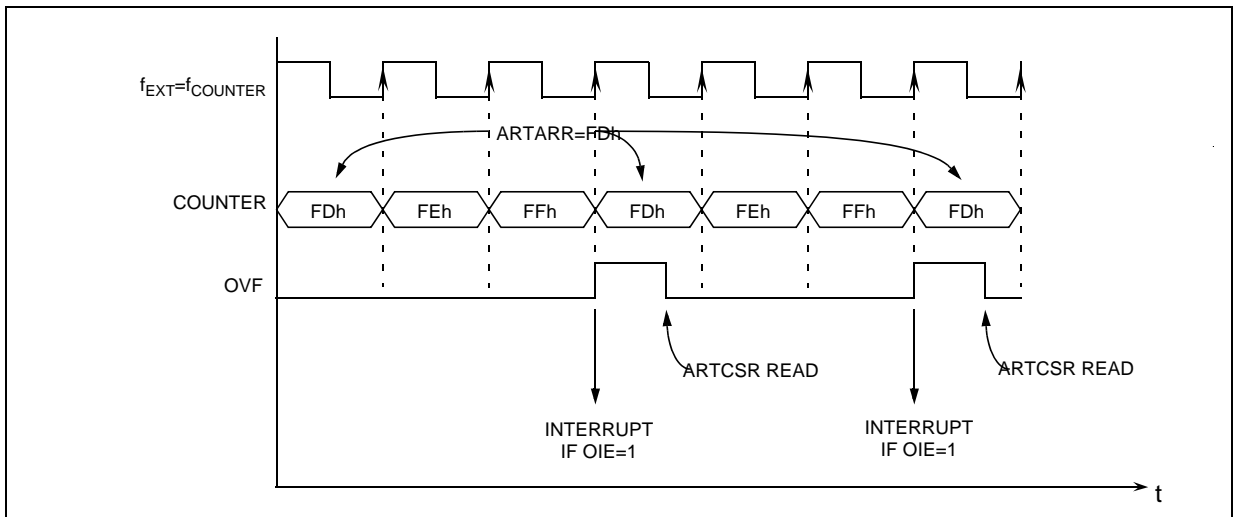 fEXT=fCOUNTER
ARTARR=FDh
COUNTER
FDh
FEh
FFh
FDh
FEh
FFh
FDh
OVF
ARTCSR READ
ARTCSR READ
INTERRUPT
IF OIE=1
INTERRUPT
IF OIE=1
t